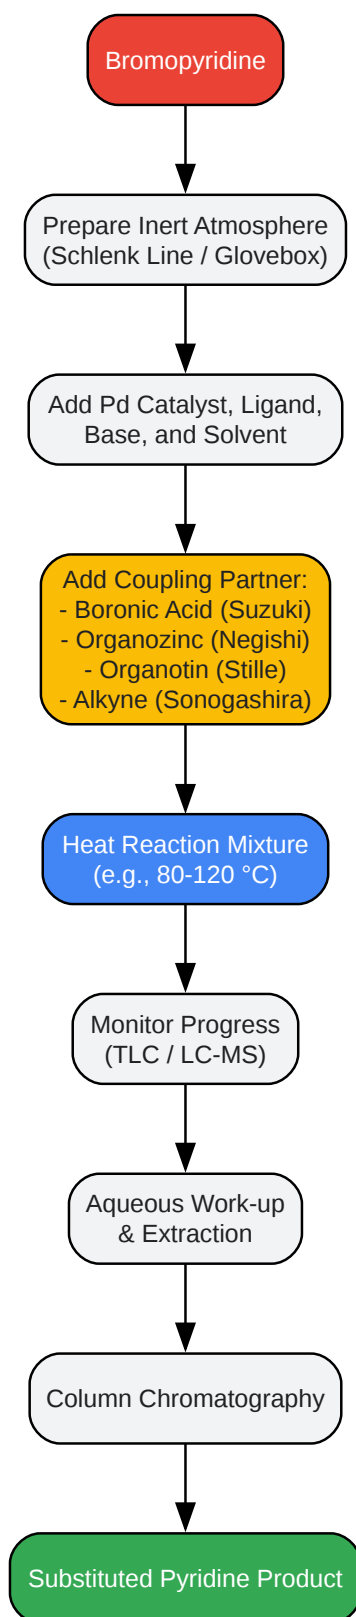 Bromopyridine
Prepare Inert Atmosphere
(Schlenk Line / Glovebox)
Add Pd Catalyst, Ligand,
Base, and Solvent
Add Coupling Partner:
- Boronic Acid (Suzuki)
- Organozinc (Negishi)
- Organotin (Stille)
- Alkyne (Sonogashira)
Heat Reaction Mixture
(e.g., 80-120 °C)
Monitor Progress
(TLC / LC-MS)
Aqueous Work-up
& Extraction
Column Chromatography
Substituted Pyridine Product